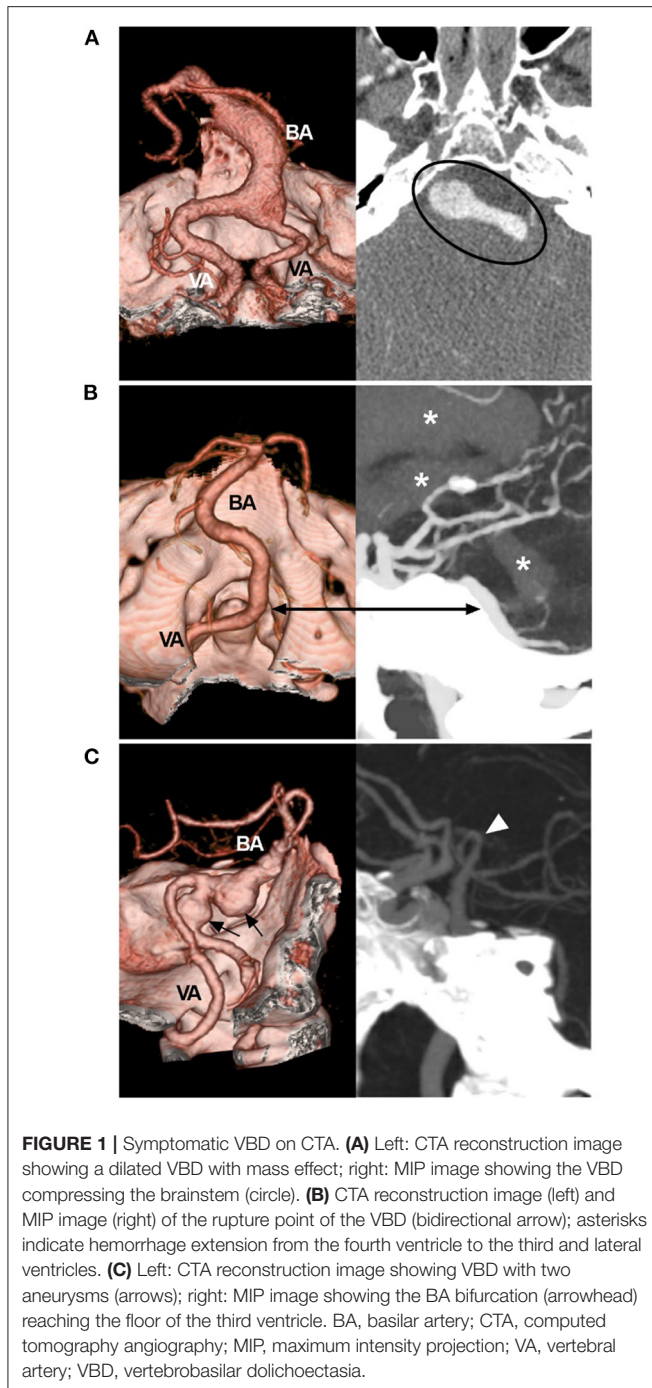 A
BA
VA
VA
B
*
*
BA
*
VA
C
BA
VA
FIGURE 1 | Symptomatic VBD on CTA. (A) Left: CTA reconstruction image
showing a dilated VBD with mass effect; right: MIP image showing the VBD
compressing the brainstem (circle). (B) CTA reconstruction image (left) and
MIP image (right) of the rupture point of the VBD (bidirectional arrow); asterisks
indicate hemorrhage extension from the fourth ventricle to the third and lateral
ventricles. (C) Left: CTA reconstruction image showing VBD with two
aneurysms (arrows); right: MIP image showing the BA bifurcation (arrowhead)
reaching the floor of the third ventricle. BA, basilar artery; CTA, computed
tomography angiography; MIP, maximum intensity projection; VA, vertebral
artery; VBD, vertebrobasilar dolichoectasia.